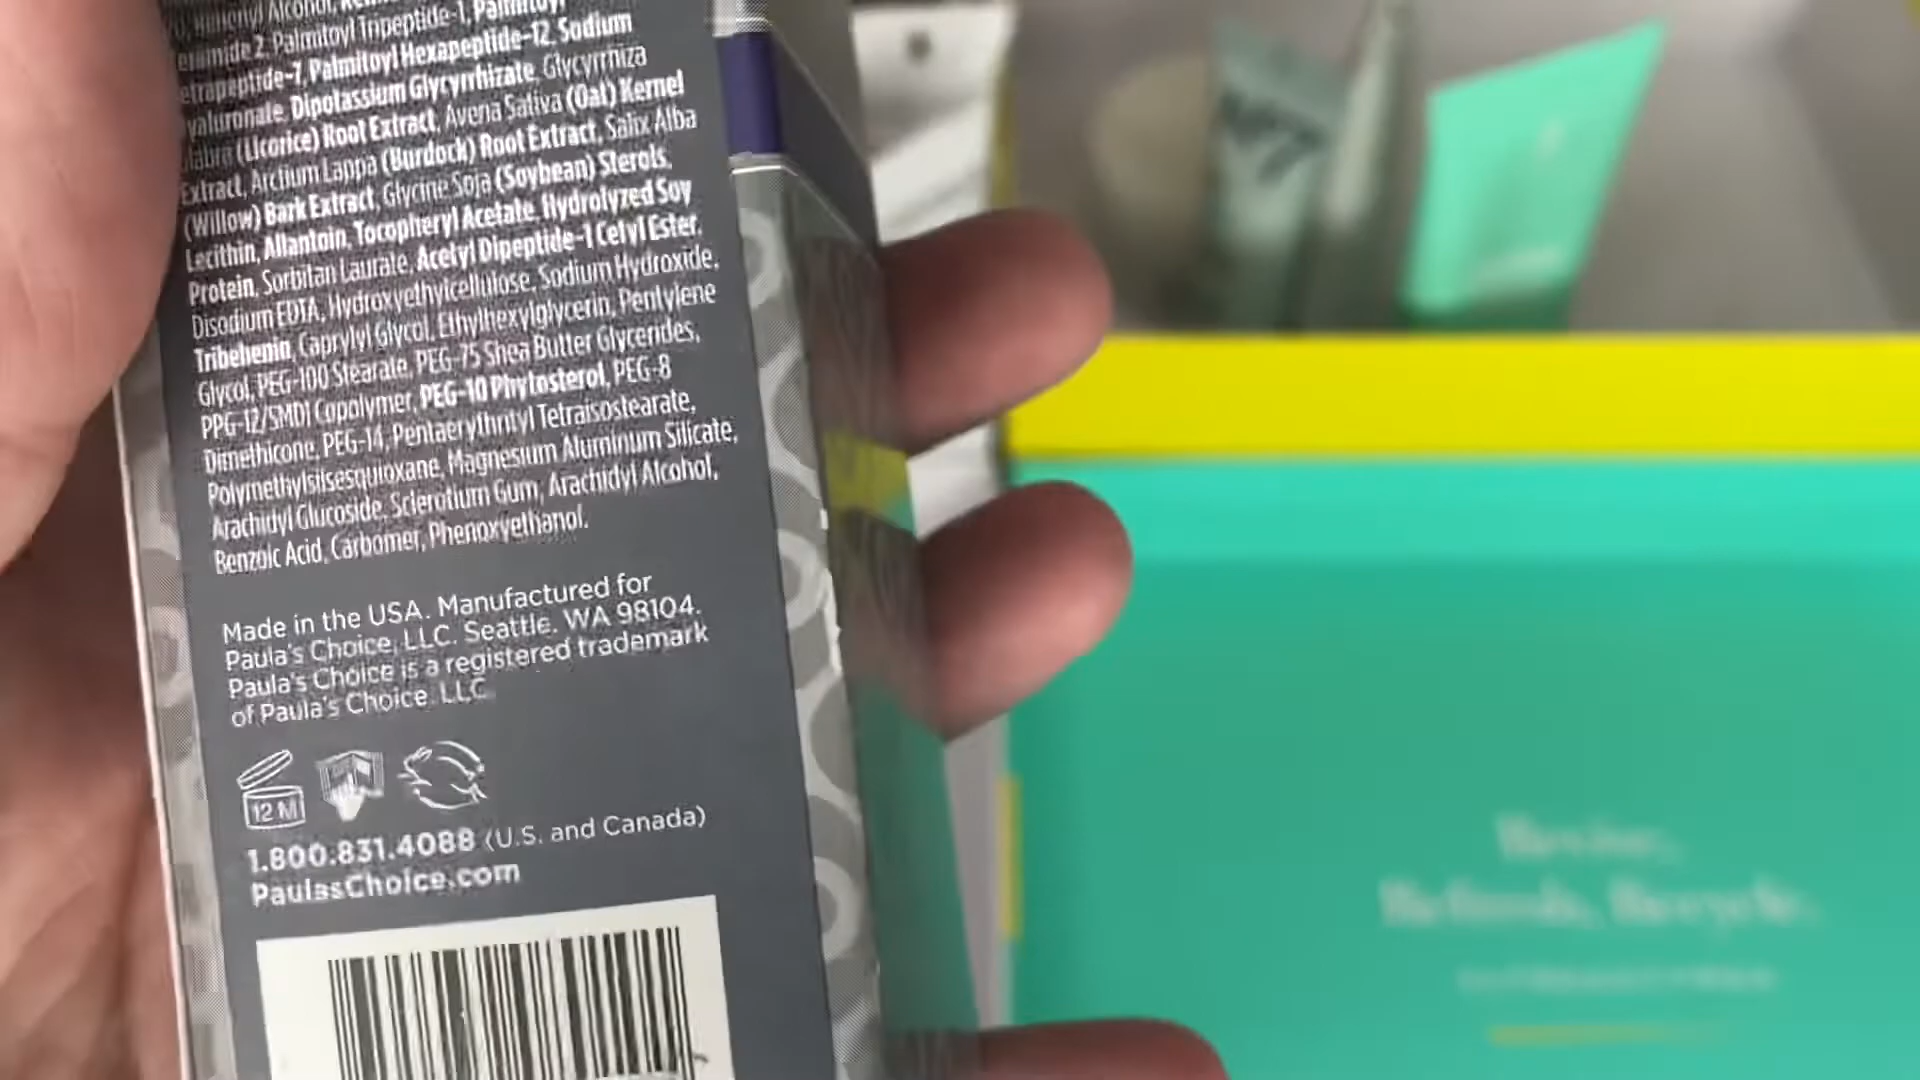 Alcohol,
2, Palmitoyl Tripeptide-1, Palmitoyl
etrapeptide-7, Palmitoyl Hexapeptide-12, Sodium
yaluronate, Dipotassium Glycyrrhizate, Glycyrrhiza
labra (Licorice) Root Extract, Avena Sativa (Oat) Kernel
Extract, Arctium Lappa (Burdock) Root Extract, Salix Alba
(Willow) Bark Extract, Glycine Soja (Soybean) Sterols,
Lecithin, Allantoin, Tocopheryl Acetate, Hydrolyzed Soy
Protein, Sorbitan Laurate, Acetyl Dipeptide-1 Cetyl Ester,
Disodium EDTA, Hydroxyethylcellulose, Sodium Hydroxide,
Tribehenin, Caprylyl Glycol, Ethylhexylglycerin, Pentylene
Glycol, PEG-100 Stearate, PEG-75 Shea Butter Glycerides,
PPG-12/SMDI Copolymer, PEG-10 Phytosterol, PEG-8
Dimethicone, PEG-14, Pentaerythrityl Tetraisostearate,
Polymethylsilsesquioxane, Magnesium Aluminum Silicate,
Arachidyl Glucoside, Sclerotium Gum, Arachidyl Alcohol,
Benzoic Acid, Carbomer, Phenoxyethanol.
Made in the USA. Manufactured for
Paula's Choice, LLC. Seattle, WA 98104.
Paula's Choice is a registered trademark
of Paula's Choice, LLC
12 M
1.800.831.4088 (U.S. and Canada)
PaulasChoice.com